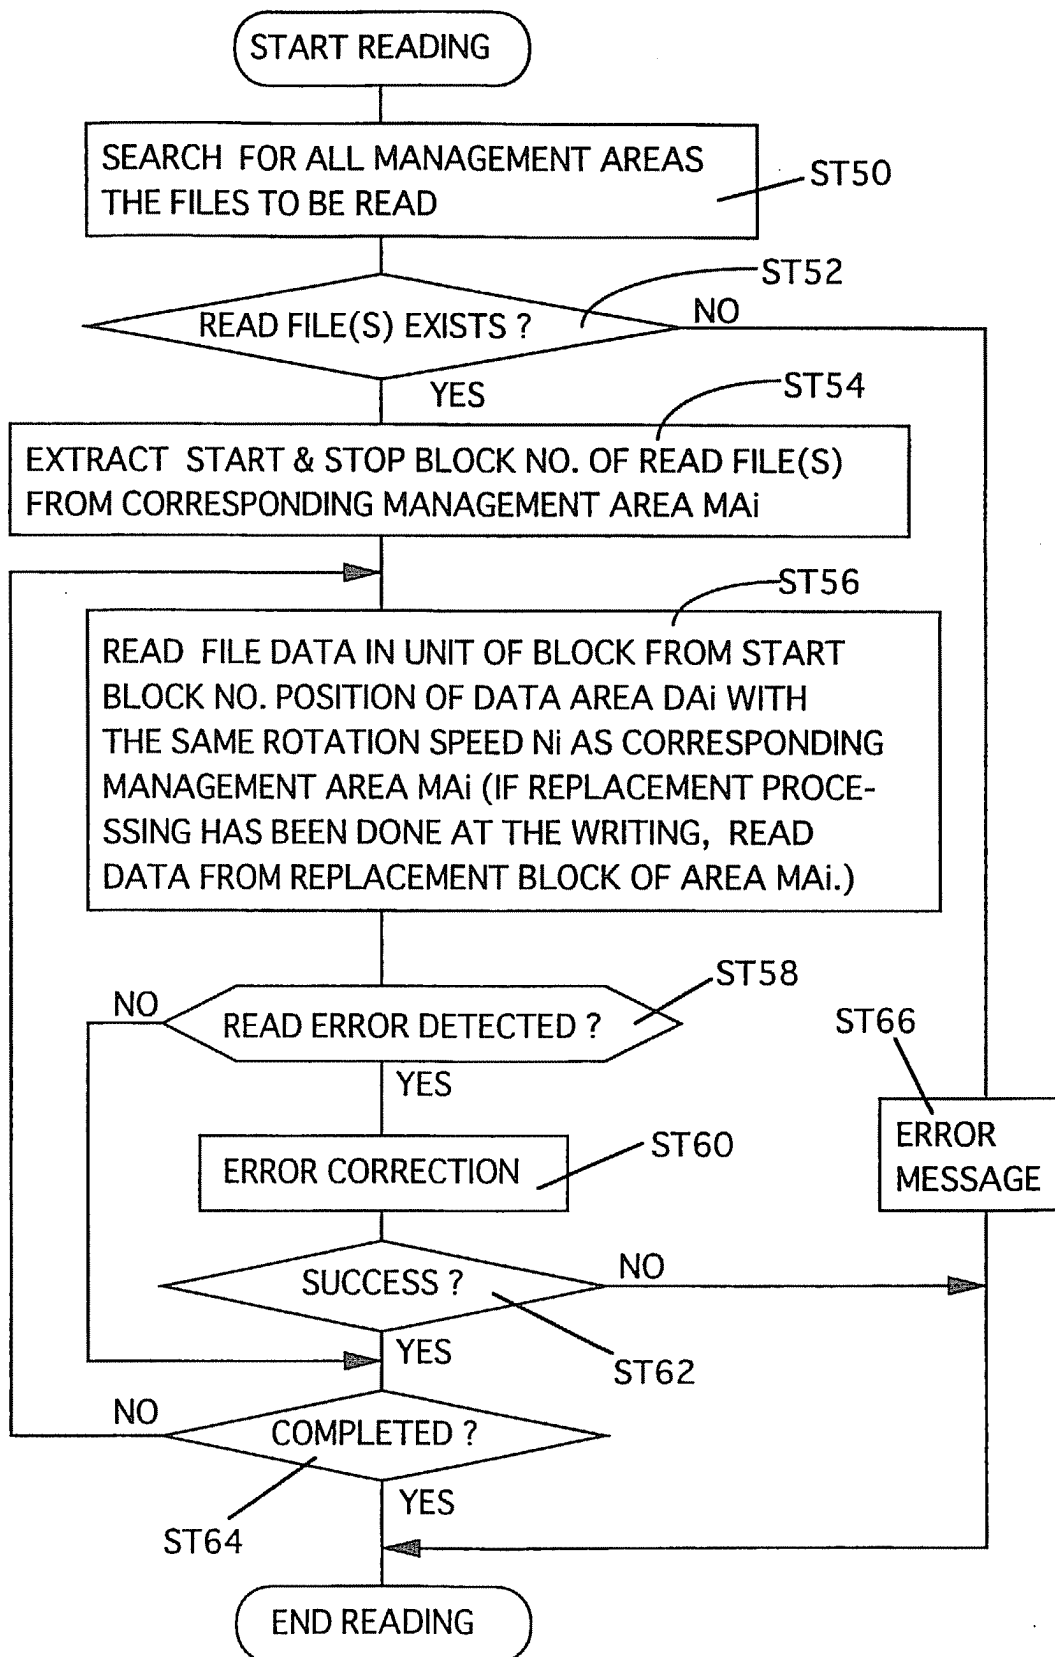 START READING
SEARCH FOR ALL MANAGEMENT AREAS
THE FILES TO BE READ
ST50
ST52
READ FILE(S) EXISTS ?
NO
YES
ST54
EXTRACT START & STOP BLOCK NO. OF READ FILE(S)
FROM CORRESPONDING MANAGEMENT AREA MAi
ST56
READ FILE DATA IN UNIT OF BLOCK FROM START
BLOCK NO. POSITION OF DATA AREA DAi WITH
THE SAME ROTATION SPEED Ni AS CORRESPONDING
MANAGEMENT AREA MAi (IF REPLACEMENT PROCE-
SSING HAS BEEN DONE AT THE WRITING, READ
DATA FROM REPLACEMENT BLOCK OF AREA MAi.)
ST58
NO
READ ERROR DETECTED ?
YES
ST66
ERROR
MESSAGE
ST60
ERROR CORRECTION
SUCCESS ?
NO
YES
ST62
NO
COMPLETED ?
YES
ST64
END READING